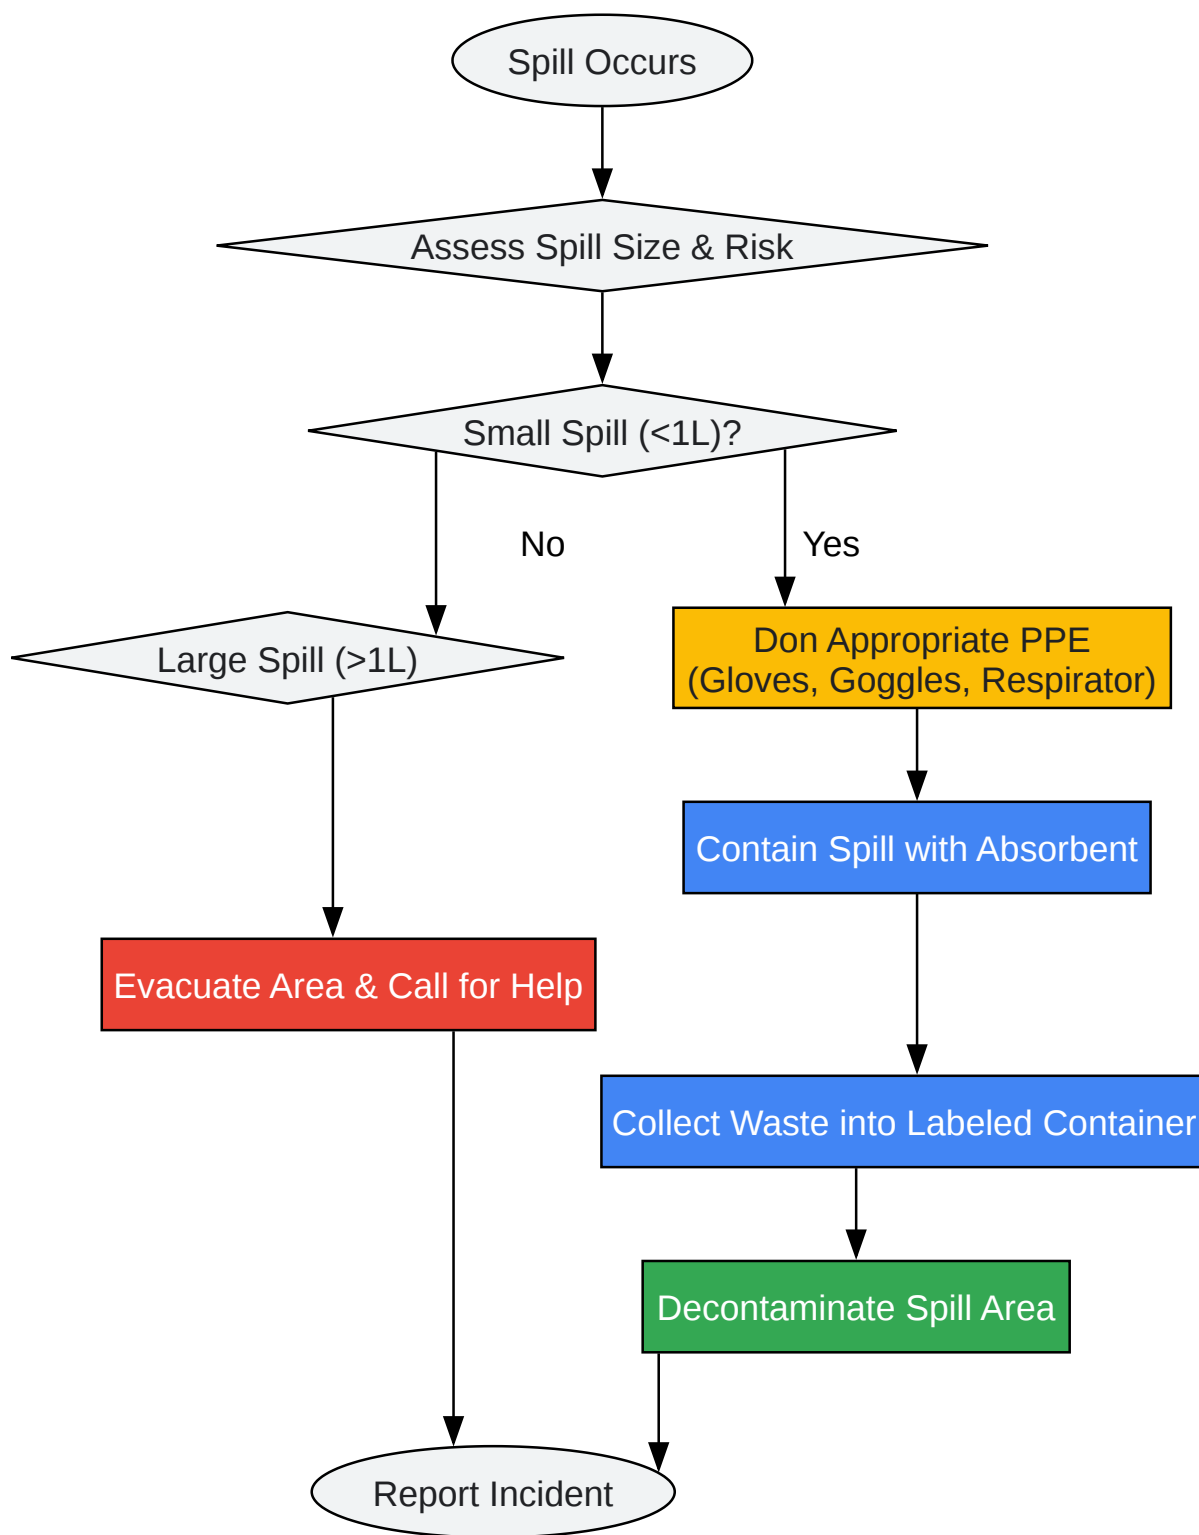 Spill Occurs
Assess Spill Size & Risk
Small Spill (<1L)?
No
Yes
Large Spill (>1L)
Don Appropriate PPE
(Gloves, Goggles, Respirator)
Contain Spill with Absorbent
Evacuate Area & Call for Help
Collect Waste into Labeled Container
Decontaminate Spill Area
Report Incident